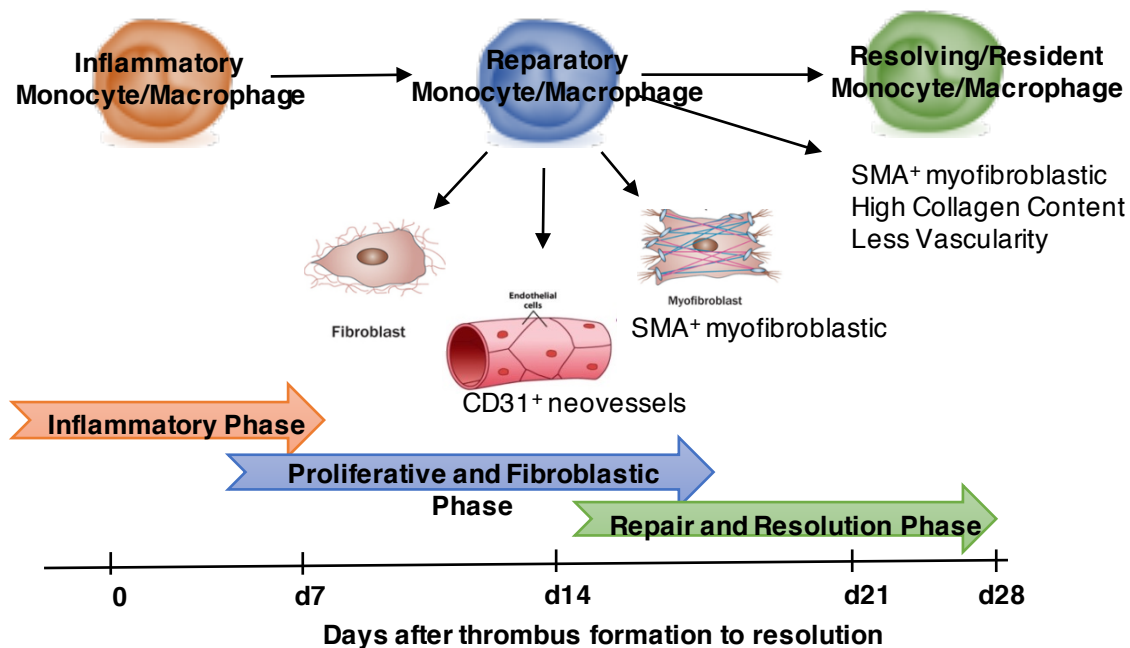 Inflammatory
Monocyte/Macrophage
Reparatory
Monocyte/Macrophage
Resolving/Resident
Monocyte/Macrophage
SMA⁺ myofibroblastic
High Collagen Content
Less Vascularity
Fibroblast
Endothelial
cells
Myofibroblast
SMA⁺ myofibroblastic
CD31⁺ neovessels
Inflammatory Phase
Proliferative and Fibroblastic
Phase
Repair and Resolution Phase
0 d7 d14 d21 d28
Days after thrombus formation to resolution